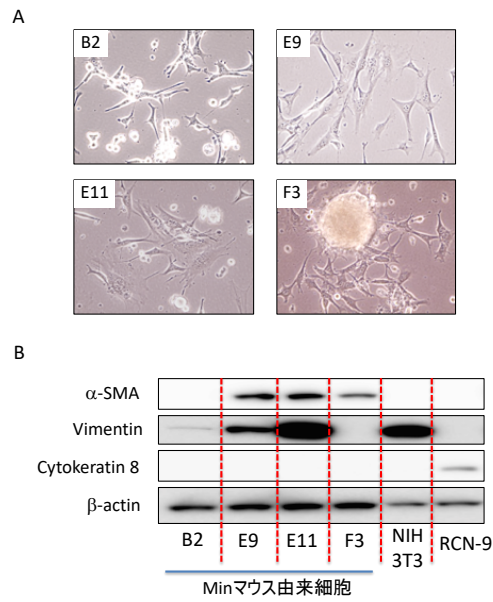 A
B2
E9
E11
F3
B
α-SMA
Vimentin
Cytokeratin 8
β-actin
B2 E9 E11 F3 NIH 3T3 RCN-9
Minマウス由来細胞